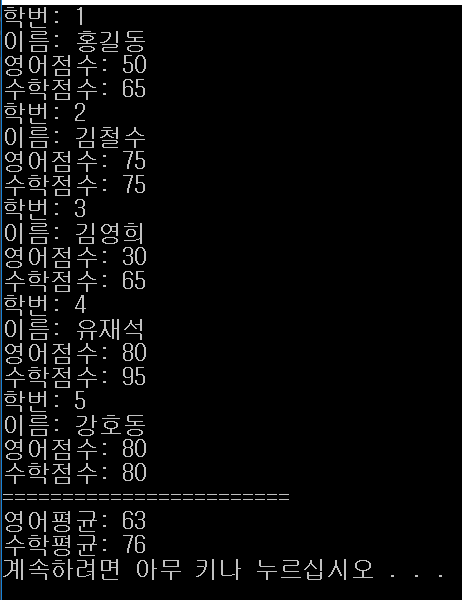 학번: 1
이름: 홍길동
영어점수: 50
수학점수: 65
학번: 2
이름: 김철수
영어점수: 75
수학점수: 75
학번: 3
이름: 김영희
영어점수: 30
수학점수: 65
학번: 4
이름: 유재석
영어점수: 80
수학점수: 95
학번: 5
이름: 강호동
영어점수: 80
수학점수: 80
========================
영어평균: 63
수학평균: 76
계속하려면 아무 키나 누르십시오 . . .